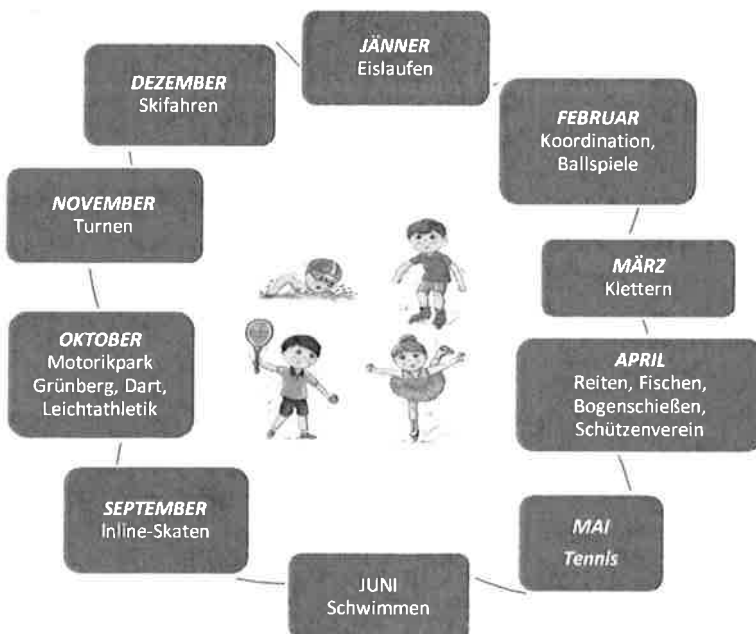 JÄNNER
Eislaufen
FEBRUAR
Koordination,
Ballspiele
MÄRZ
Klettern
APRIL
Reiten, Fischen,
Bogenschießen,
Schützenverein
MAI
Tennis
JUNI
Schwimmen
SEPTEMBER
Inline-Skaten
OKTOBER
Motorikpark
Grünberg, Dart,
Leichtathletik
NOVEMBER
Turnen
DEZEMBER
Skifahren